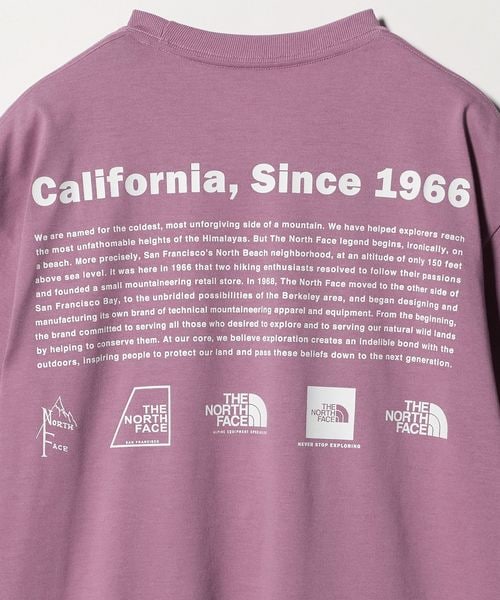 California, Since 1966
We are named for the coldest, most unforgiving side of a mountain. We have helped explorers reach
the most unfathomable heights of the Himalayas. But The North Face legend begins, ironically, on
a beach. More precisely, San Francisco's North Beach neighborhood, at an altitude of only 150 feet
above sea level. It was here in 1966 that two hiking enthusiasts resolved to follow their passions
and founded a small mountaineering retail store. In 1968, The North Face moved to the other side of
San Francisco Bay, to the unbridled possibilities of the Berkeley area, and began designing and
manufacturing its own brand of technical mountaineering apparel and equipment. From the beginning,
the brand committed to serving all those who desired to explore and to serving our natural wild lands
by helping to conserve them. At our core, we believe exploration creates an indelible bond with the
outdoors, inspiring people to protect our land and pass these beliefs down to the next generation.
North
Face
THE
NORTH
FACE
SAN FRANCISCO
THE
NORTH
FACE
ALPINE EQUIPMENT SPECIALTY
THE
NORTH
FACE
NEVER STOP EXPLORING
THE
NORTH
FACE